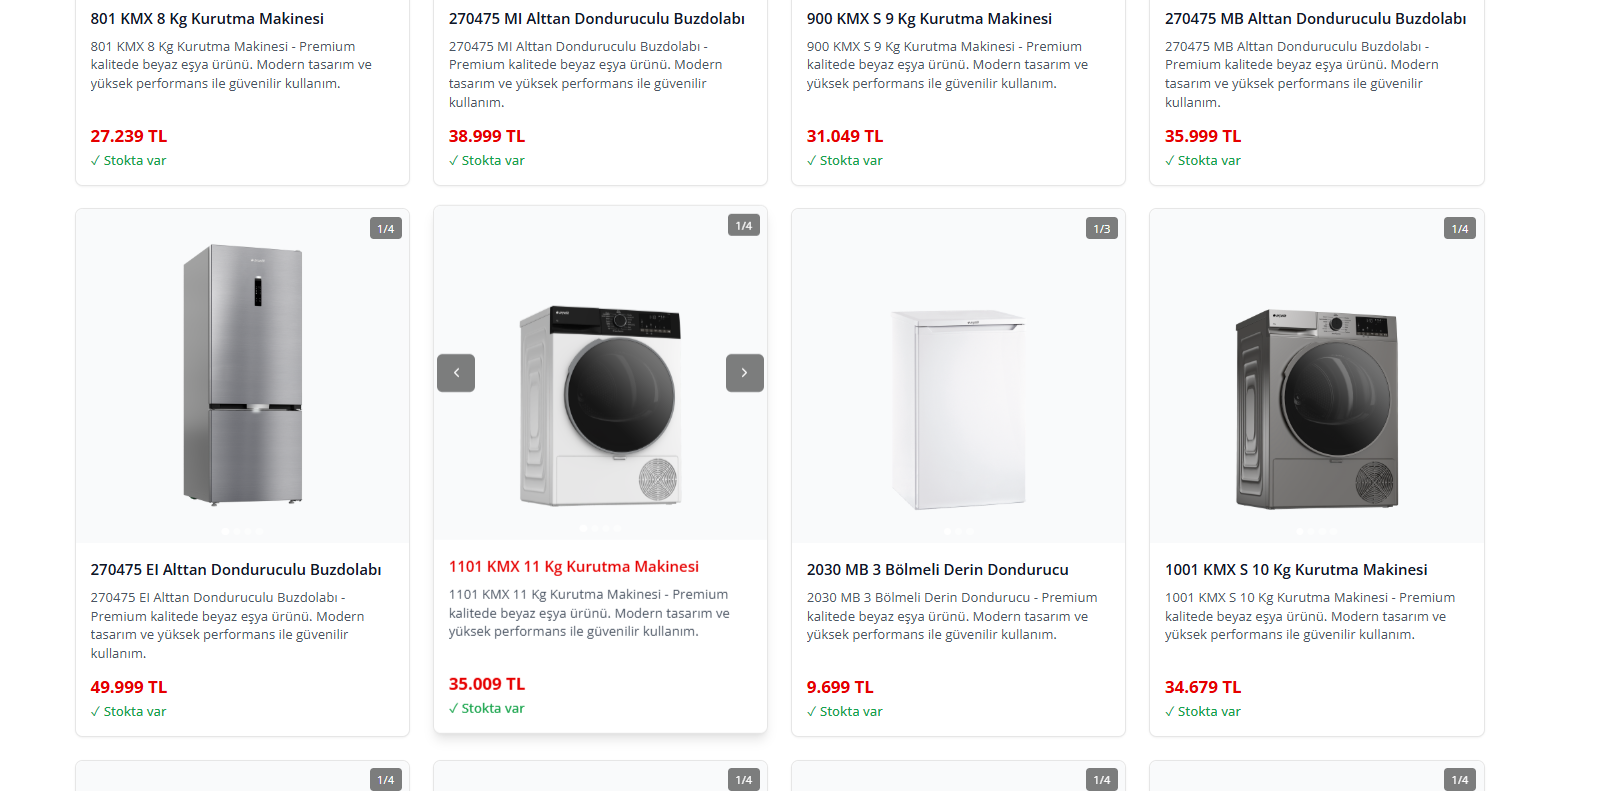 801 KMX 8 Kg Kurutma Makinesi
801 KMX 8 Kg Kurutma Makinesi - Premium
kalitede beyaz eşya ürünü. Modern tasarım ve
yüksek performans ile güvenilir kullanım.
27.239 TL
✓ Stokta var
270475 MI Alttan Donduruculu Buzdolabı
270475 MI Alttan Donduruculu Buzdolabı -
Premium kalitede beyaz eşya ürünü. Modern
tasarım ve yüksek performans ile güvenilir
kullanım.
38.999 TL
✓ Stokta var
900 KMX S 9 Kg Kurutma Makinesi
900 KMX S 9 Kg Kurutma Makinesi - Premium
kalitede beyaz eşya ürünü. Modern tasarım ve
yüksek performans ile güvenilir kullanım.
31.049 TL
✓ Stokta var
270475 MB Alttan Donduruculu Buzdolabı
270475 MB Alttan Donduruculu Buzdolabı -
Premium kalitede beyaz eşya ürünü. Modern
tasarım ve yüksek performans ile güvenilir
kullanım.
35.999 TL
✓ Stokta var
1/4
270475 EI Alttan Donduruculu Buzdolabı
270475 EI Alttan Donduruculu Buzdolabı -
Premium kalitede beyaz eşya ürünü. Modern
tasarım ve yüksek performans ile güvenilir
kullanım.
49.999 TL
✓ Stokta var
1/4
1101 KMX 11 Kg Kurutma Makinesi
1101 KMX 11 Kg Kurutma Makinesi - Premium
kalitede beyaz eşya ürünü. Modern tasarım ve
yüksek performans ile güvenilir kullanım.
35.009 TL
✓ Stokta var
1/3
2030 MB 3 Bölmeli Derin Dondurucu
2030 MB 3 Bölmeli Derin Dondurucu - Premium
kalitede beyaz eşya ürünü. Modern tasarım ve
yüksek performans ile güvenilir kullanım.
9.699 TL
✓ Stokta var
1/4
1001 KMX S 10 Kg Kurutma Makinesi
1001 KMX S 10 Kg Kurutma Makinesi - Premium
kalitede beyaz eşya ürünü. Modern tasarım ve
yüksek performans ile güvenilir kullanım.
34.679 TL
✓ Stokta var
1/4
1/4
1/4
1/4